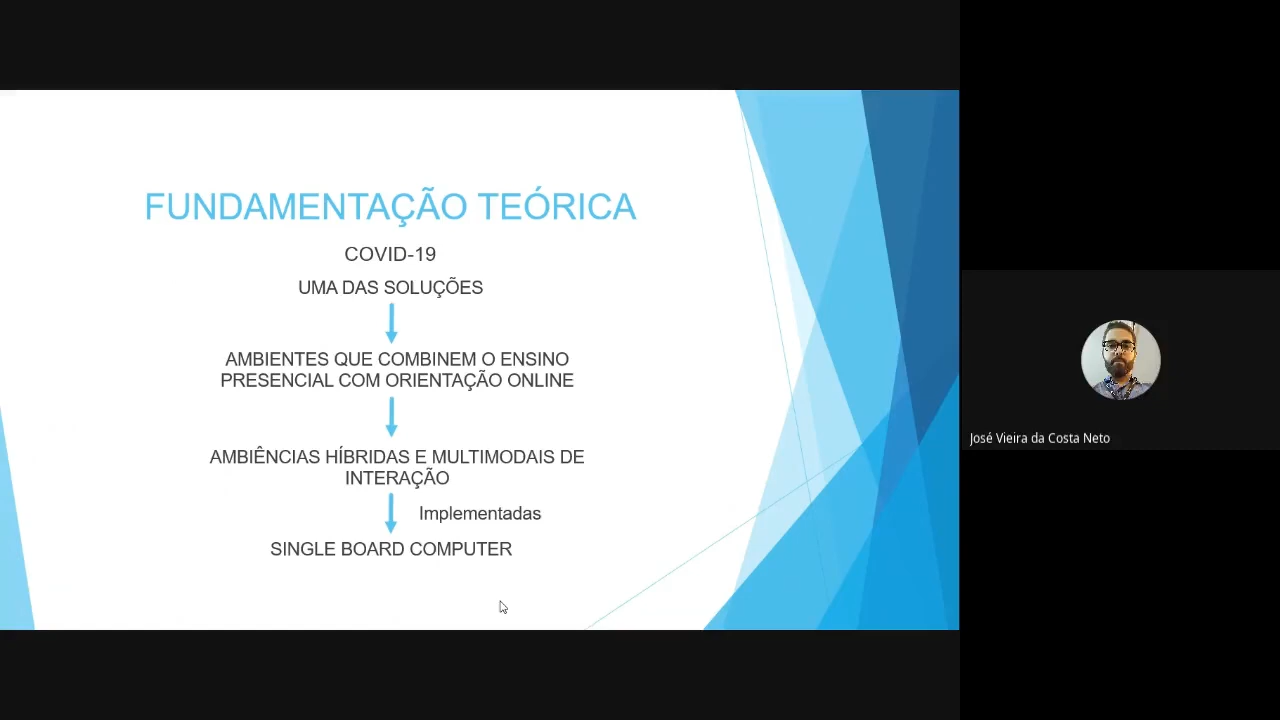 FUNDAMENTAÇÃO TEÓRICA
COVID-19
UMA DAS SOLUÇÕES
AMBIENTES QUE COMBINEM O ENSINO
PRESENCIAL COM ORIENTAÇÃO ONLINE
AMBIÊNCIAS HÍBRIDAS E MULTIMODAIS DE
INTERAÇÃO
Implementadas
SINGLE BOARD COMPUTER
José Vieira da Costa Neto